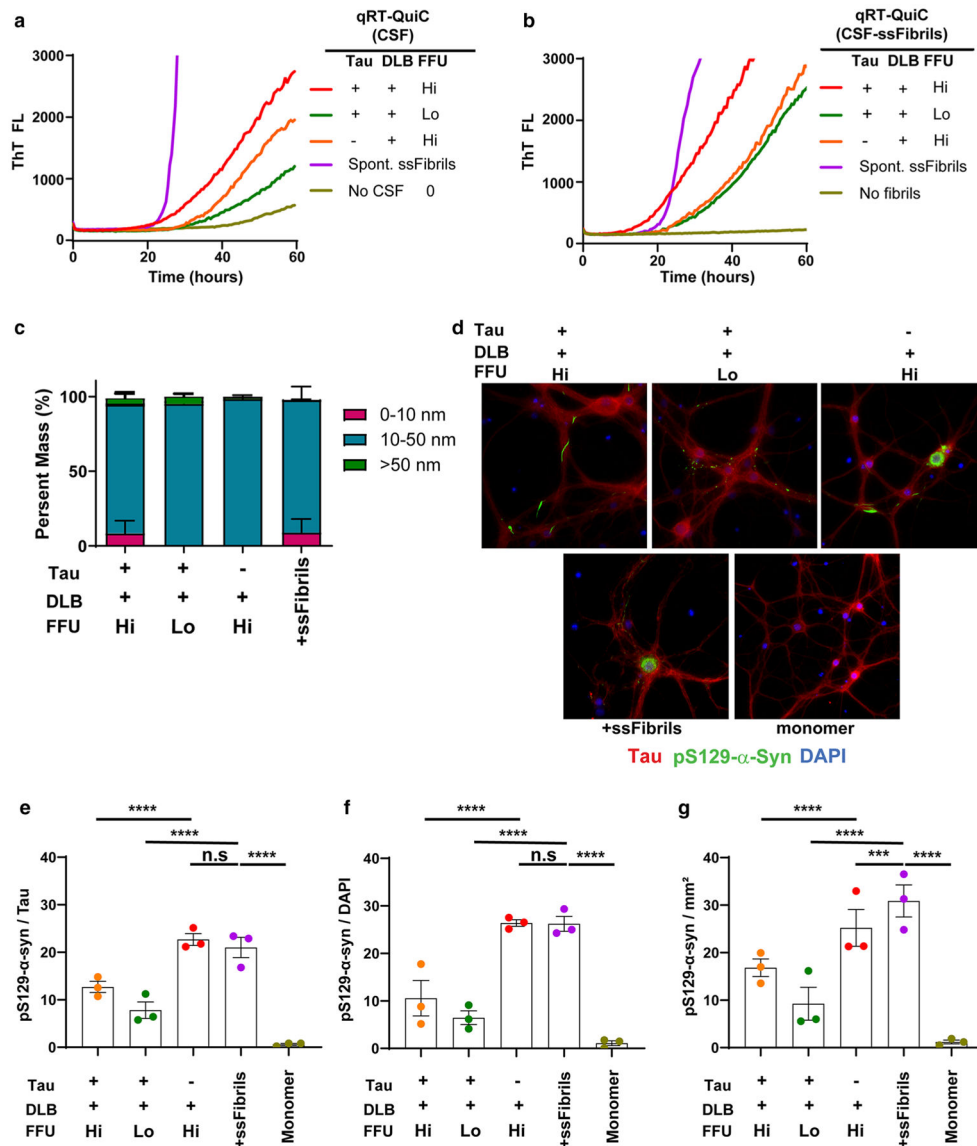 a
qRT-QuiC
(CSF)
Tau DLB FFU
+ + Hi
+ + Lo
- + Hi
Spont. ssFibrils
No CSF 0
ThT FL
3000
2000
1000
0
0 20 40 60
Time (hours)
b
qRT-QuiC
(CSF-ssFibrils)
Tau DLB FFU
+ + Hi
+ + Lo
- + Hi
Spont. ssFibrils
No fibrils
ThT FL
3000
2000
1000
0
0 20 40 60
Time (hours)
c
Persent Mass (%)
100
50
0
0-10 nm
10-50 nm
>50 nm
Tau + + -
DLB + + +
FFU Hi Lo Hi
+ssFibrils
d
Tau + + -
DLB + + +
FFU Hi Lo Hi
+ssFibrils monomer
Tau pS129-α-Syn DAPI
e
****
****
n.s ****
pS129-α-syn / Tau
40
30
20
10
0
Tau + + -
DLB + + +
FFU Hi Lo Hi
+ssFibrils
Monomer
f
****
****
n.s ****
pS129-α-syn / DAPI
40
30
20
10
0
Tau + + -
DLB + + +
FFU Hi Lo Hi
+ssFibrils
Monomer
g
****
****
*** ****
pS129-α-syn / mm²
40
30
20
10
0
Tau + + -
DLB + + +
FFU Hi Lo Hi
+ssFibrils
Monomer